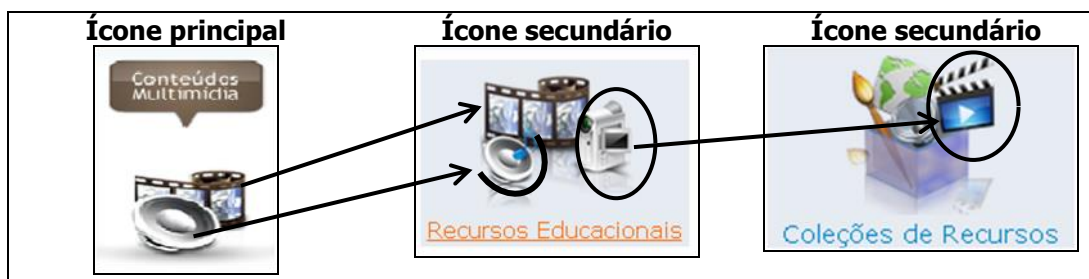 Ícone principal
Ícone secundário
Ícone secundário
Conteúdos
Multimídia
Recursos Educacionais
Coleções de Recursos